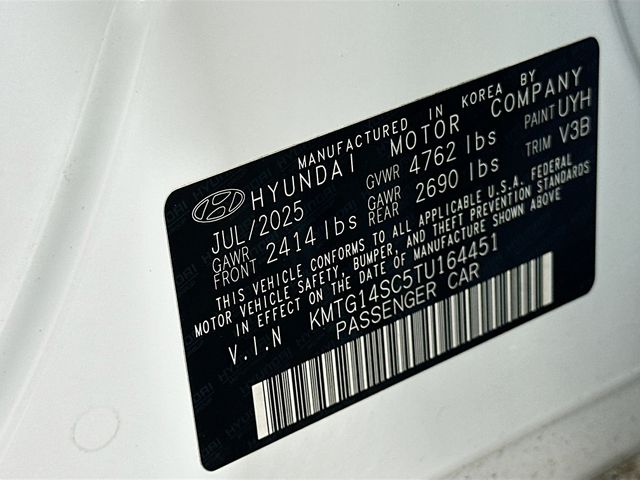 MANUFACTURED IN KOREA BY
HYUNDAI MOTOR COMPANY
JUL/2025 GVWR 4762 lbs PAINT UYH
GAWR FRONT 2414 lbs GAWR REAR 2690 lbs TRIM V3B
THIS VEHICLE CONFORMS TO ALL APPLICABLE U.S.A. FEDERAL
MOTOR VEHICLE SAFETY, BUMPER, AND THEFT PREVENTION STANDARDS
IN EFFECT ON THE DATE OF MANUFACTURE SHOWN ABOVE
V.I.N KMTG14SC5TU164451
PASSENGER CAR